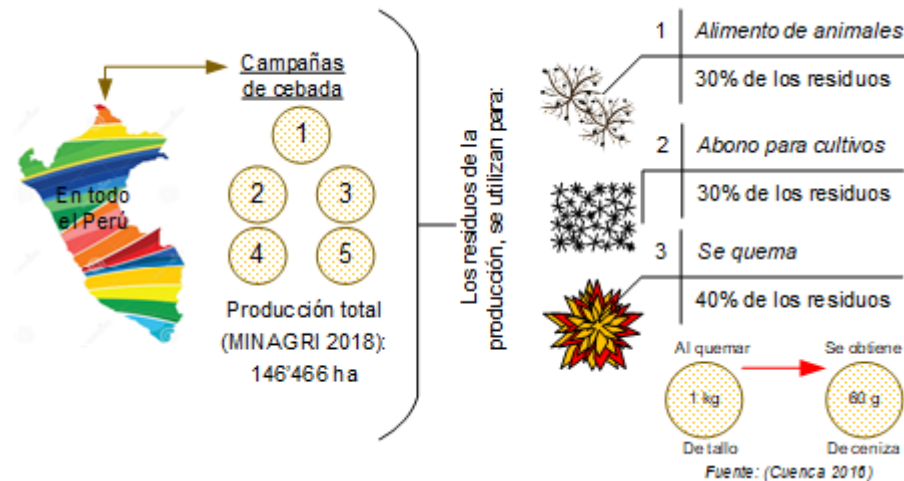 Campañas
de cebada
En todo
el Perú
1
2
3
4
5
Producción total
(MINAGRI 2018):
146'466 ha
Los residuos de la
producción, se utilizan para:
1 Alimento de animales
30% de los residuos
2 Abono para cultivos
30% de los residuos
3 Se quema
40% de los residuos
Al quemar
1 kg
De tallo
Se obtiene
60 g
De ceniza
Fuente: (Cuenca 2016)